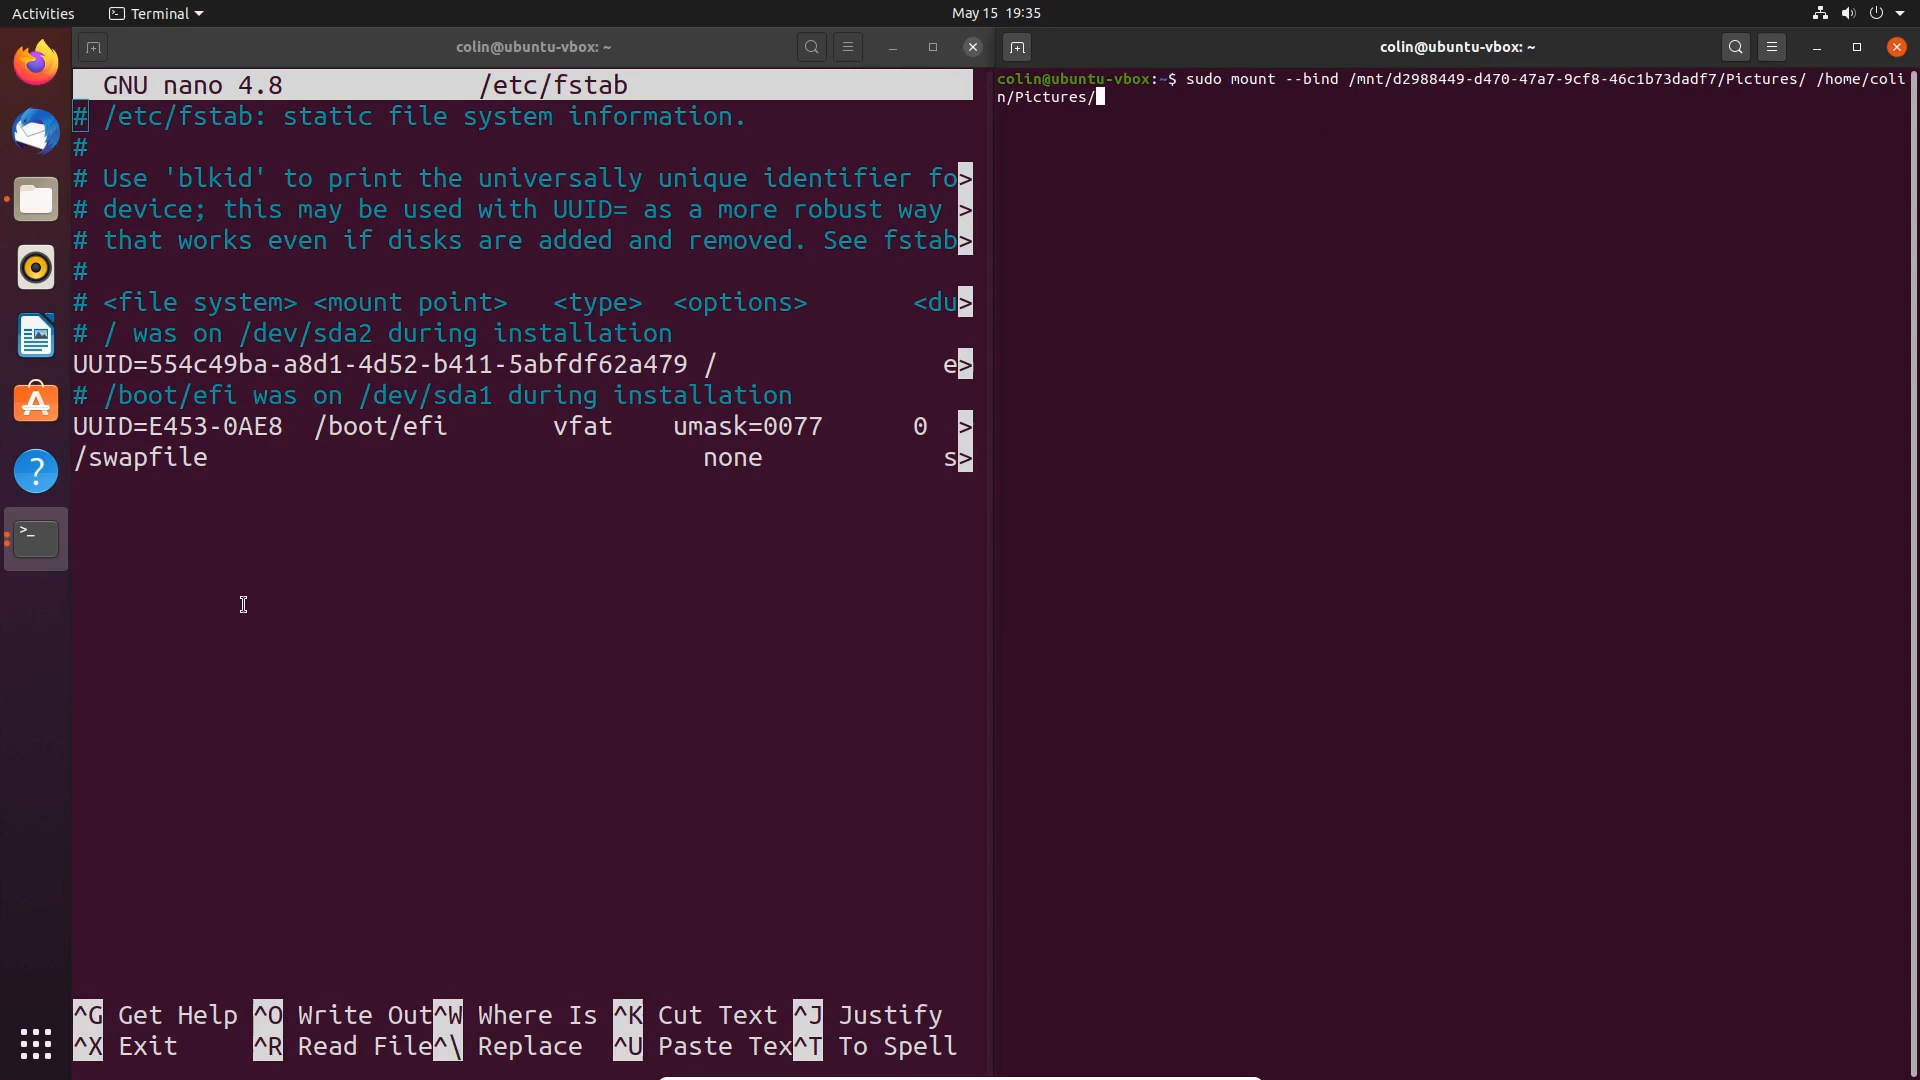 Activities
Terminal
May 15 19:35
colin@ubuntu-vbox: ~
colin@ubuntu-vbox: ~
GNU nano 4.8 /etc/fstab
# /etc/fstab: static file system information.
#
# Use 'blkid' to print the universally unique identifier fo>
# device; this may be used with UUID= as a more robust way >
# that works even if disks are added and removed. See fstab>
#
# <file system> <mount point> <type> <options> <du>
# / was on /dev/sda2 during installation
UUID=554c49ba-a8d1-4d52-b411-5abfdf62a479 / e>
# /boot/efi was on /dev/sda1 during installation
UUID=E453-0AE8 /boot/efi vfat umask=0077 0 >
/swapfile none s>
^G Get Help ^O Write Out^W Where Is ^K Cut Text ^J Justify
^X Exit ^R Read File^\ Replace ^U Paste Tex^T To Spell
colin@ubuntu-vbox:~$ sudo mount --bind /mnt/d2988449-d470-47a7-9cf8-46c1b73dadf7/Pictures/ /home/coli
n/Pictures/